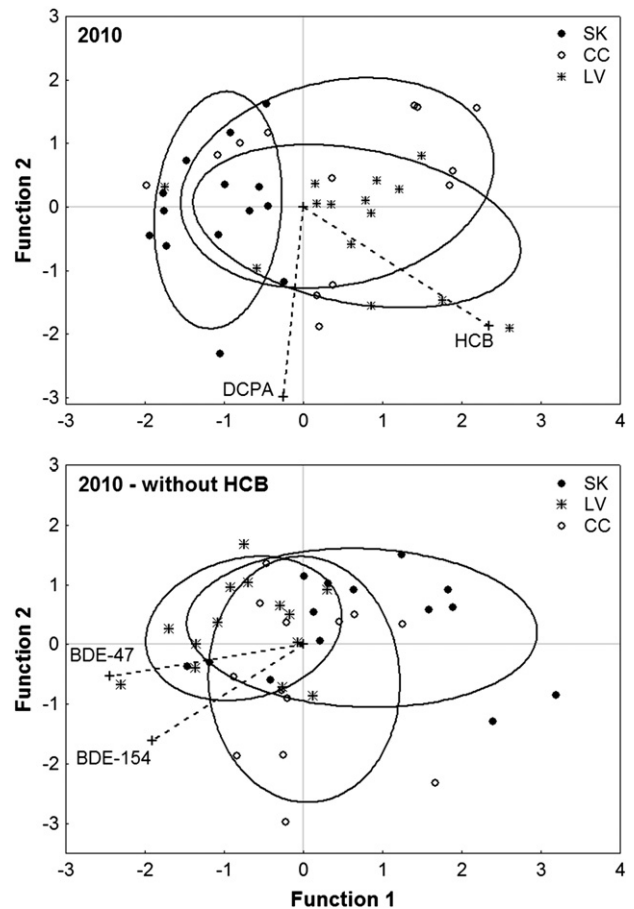 2010
SK
CC
LV
Function 2
3
2
1
0
-1
-2
-3
HCB
DCPA
-3 -2 -1 0 1 2 3 4
2010 - without HCB
SK
LV
CC
Function 2
3
2
1
0
-1
-2
-3
BDE-47
BDE-154
-3 -2 -1 0 1 2 3 4
Function 1